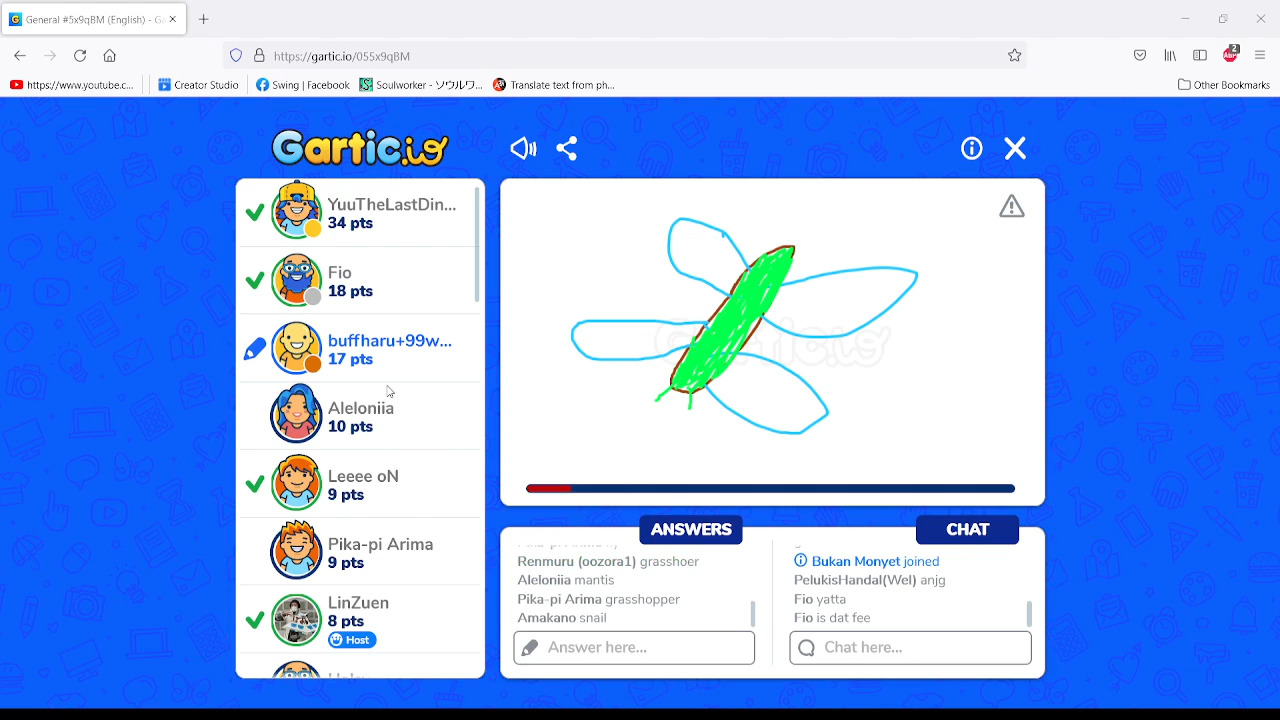 General #5x9qBM (English) - Ga
https://gartic.io/055x9qBM
2
https://www.youtube.c...
Creator Studio
Swing | Facebook
Soulworker - ソウルワ...
Translate text from ph...
Other Bookmarks
Gartic.io
YuuTheLastDin...
34 pts
Fio
18 pts
buffharu+99w...
17 pts
Aleloniia
10 pts
Leeee oN
9 pts
Pika-pi Arima
9 pts
LinZuen
8 pts
Host
Gartic.io
ANSWERS
Renmuru (oozora1) grasshoer
Aleloniia mantis
Pika-pi Arima grasshopper
Amakano snail
Answer here...
CHAT
Bukan Monyet joined
PelukisHandal(Wel) anjg
Fio yatta
Fio is dat fee
Chat here...